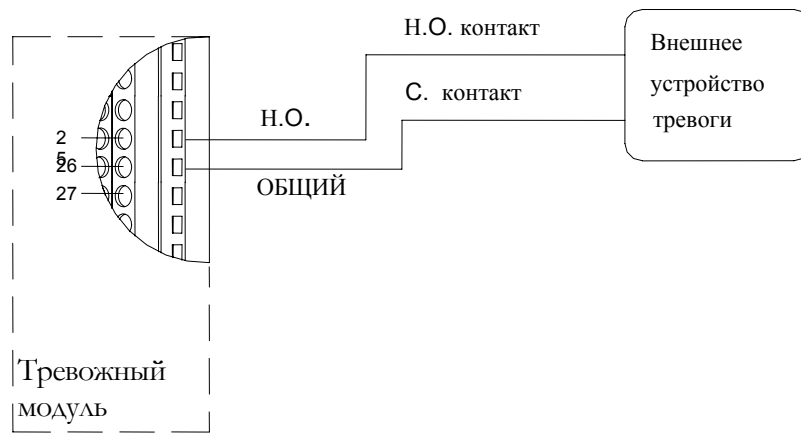 Н.О. контакт
Внешнее
устройство
тревоги
С. контакт
Н.О.
2
5
26
27
ОБЩИЙ
Тревожный
модуль